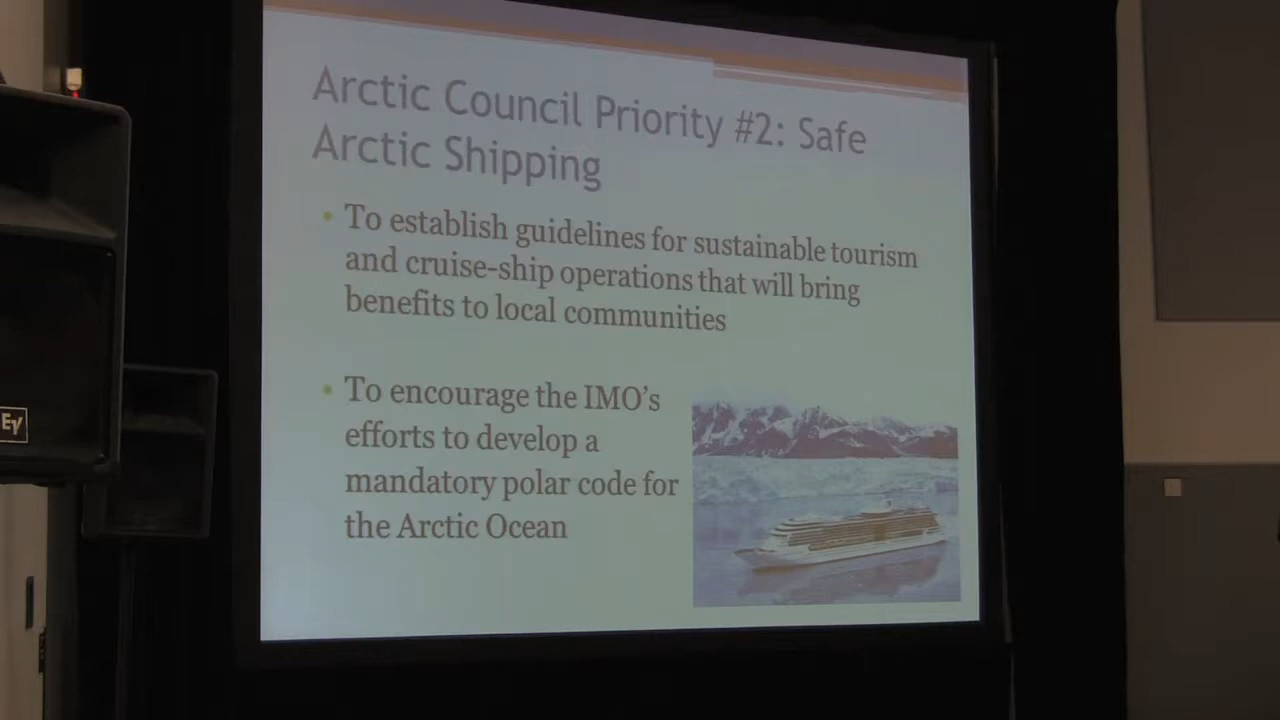 Arctic Council Priority #2: Safe
Arctic Shipping
• To establish guidelines for sustainable tourism
and cruise-ship operations that will bring
benefits to local communities
• To encourage the IMO's
efforts to develop a
mandatory polar code for
the Arctic Ocean
EV